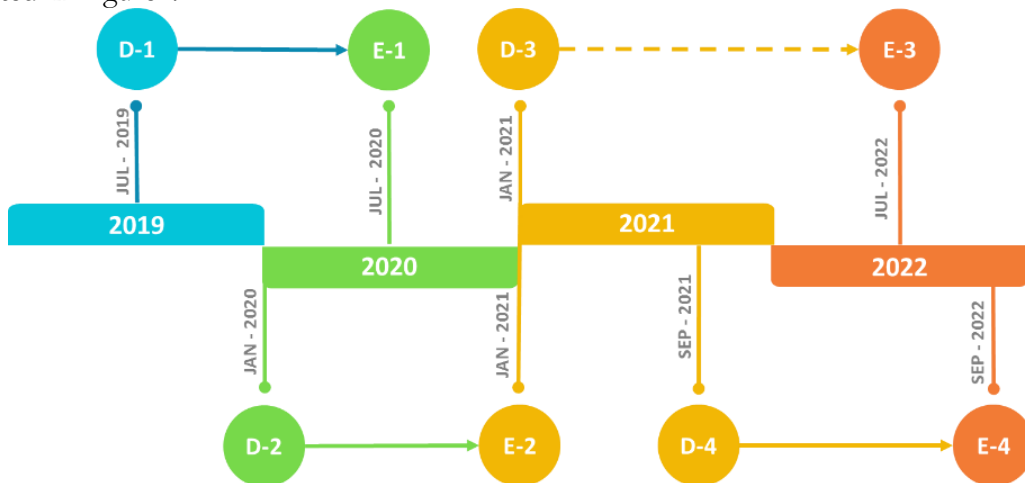 D-1
E-1
D-3
E-3
JUL - 2019
JUL - 2020
JAN - 2021
JUL - 2022
2019
2020
2021
2022
JAN - 2020
JAN - 2021
SEP - 2021
SEP - 2022
D-2
E-2
D-4
E-4